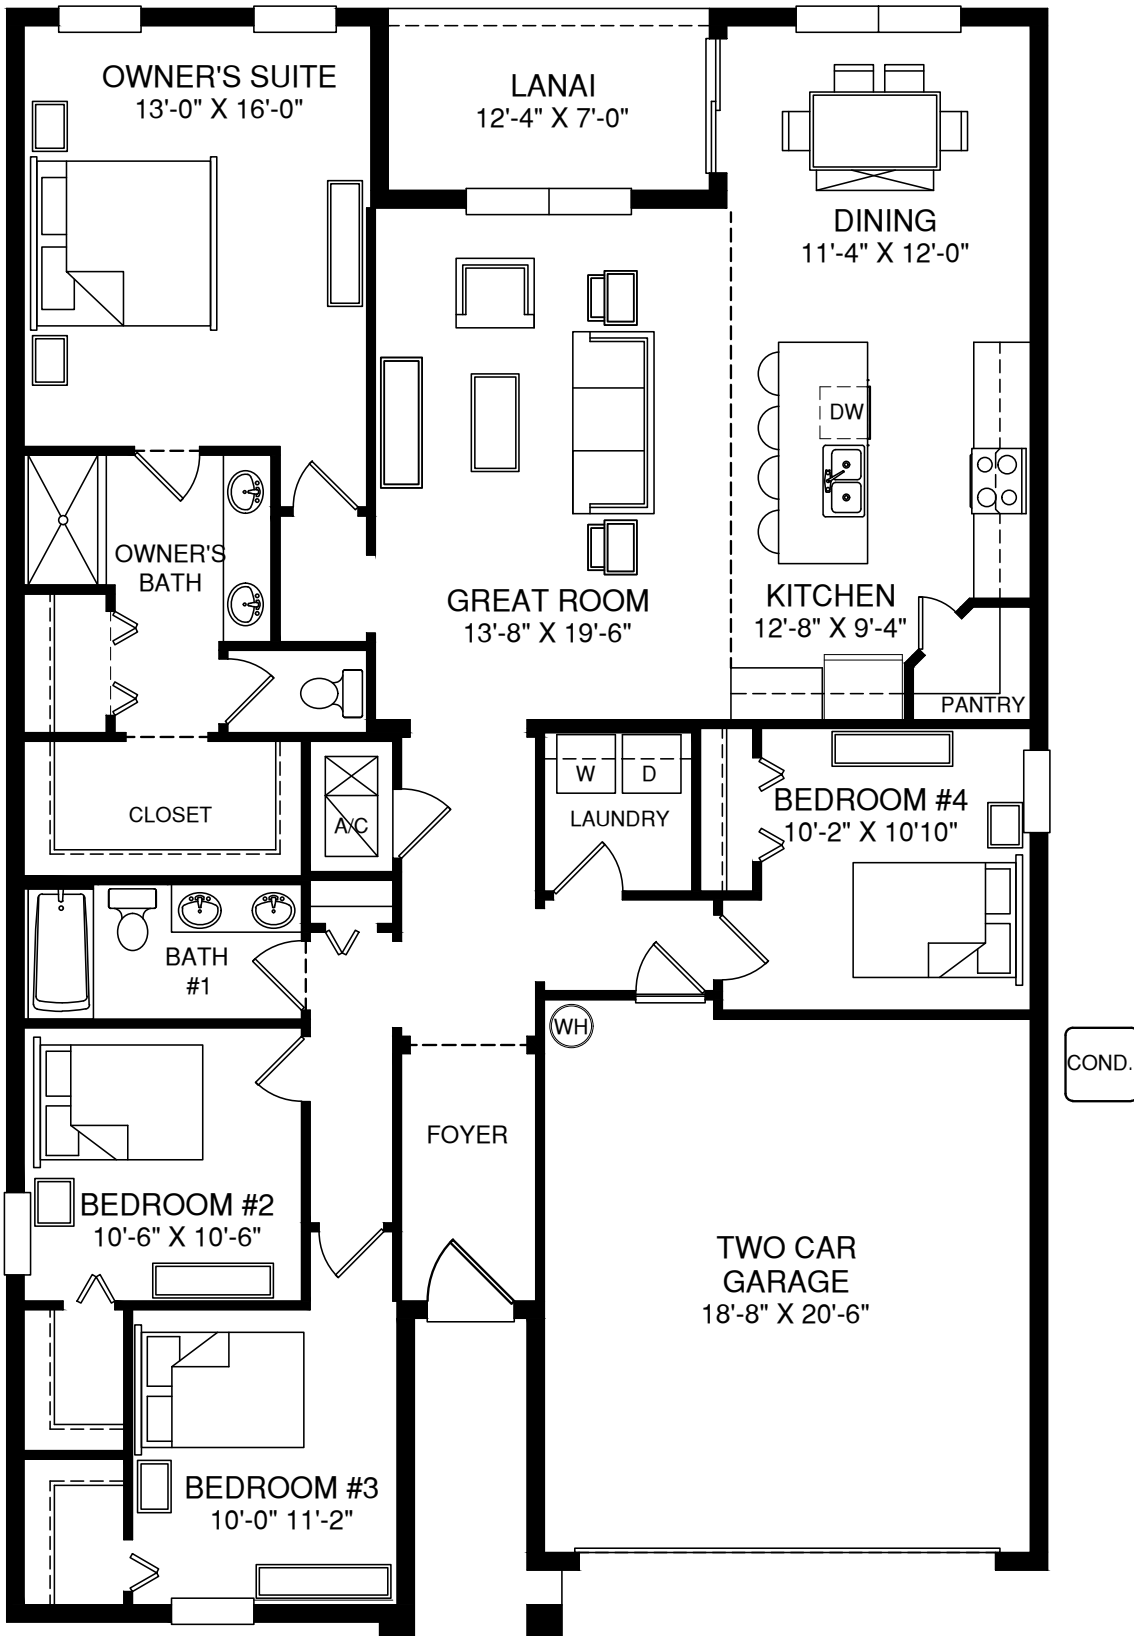 OWNER'S SUITE
13'-0" X 16'-0"
LANAI
12'-4" X 7'-0"
DINING
11'-4" X 12'-0"
DW
OWNER'S
BATH
GREAT ROOM
13'-8" X 19'-6"
KITCHEN
12'-8" X 9'-4"
PANTRY
CLOSET
A/C
W
D
LAUNDRY
BEDROOM #4
10'-2" X 10'10"
BATH
#1
WH
COND.
FOYER
BEDROOM #2
10'-6" X 10'-6"
TWO CAR
GARAGE
18'-8" X 20'-6"
BEDROOM #3
10'-0" 11'-2"